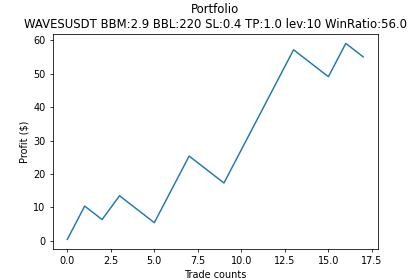 Portfolio
WAVESUSDT BBM:2.9 BBL:220 SL:0.4 TP:1.0 lev:10 WinRatio:56.0
60
50
40
30
20
10
0
Profit ($)
0.0 2.5 5.0 7.5 10.0 12.5 15.0 17.5
Trade counts